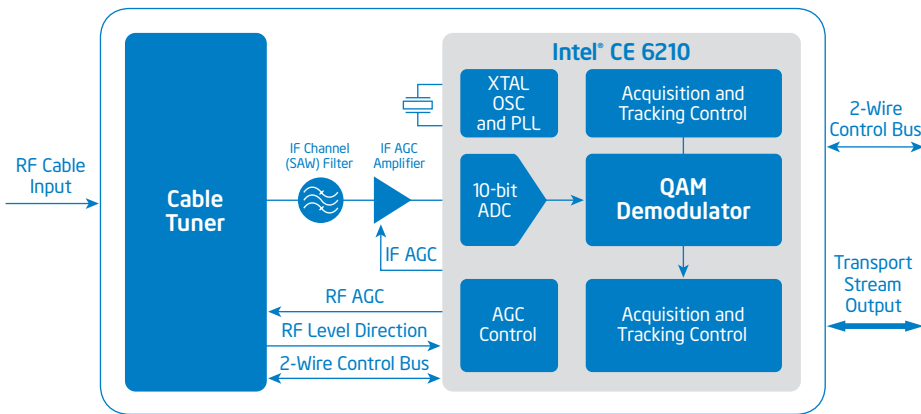 Intel® CE 6210
XTAL
OSC
and PLL
Acquisition and
Tracking Control
2-Wire
Control Bus
IF Channel
(SAW) Filter
IF AGC
Amplifier
RF Cable
Input
Cable
Tuner
10-bit
ADC
QAM
Demodulator
IF AGC
Transport
Stream
Output
RF AGC
RF Level Direction
2-Wire Control Bus
AGC
Control
Acquisition and
Tracking Control